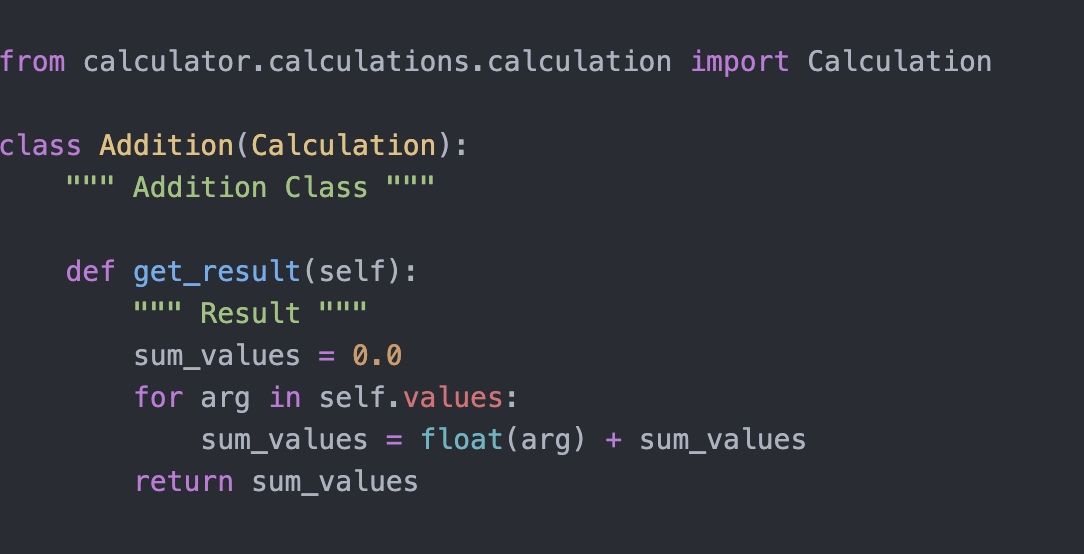 from calculator.calculations.calculation import Calculation
class Addition(Calculation):
    """ Addition Class """
    def get_result(self):
        """ Result """
        sum_values = 0.0
        for arg in self.values:
            sum_values = float(arg) + sum_values
        return sum_values